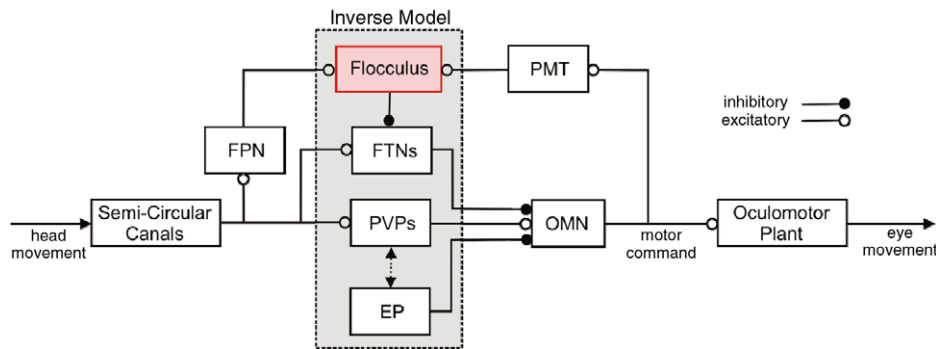 Inverse Model
Flocculus
PMT
inhibitory
excitatory
FPN
FTNs
Semi-Circular
Canals
PVPs
OMN
Oculomotor
Plant
head
movement
motor
command
eye
movement
EP